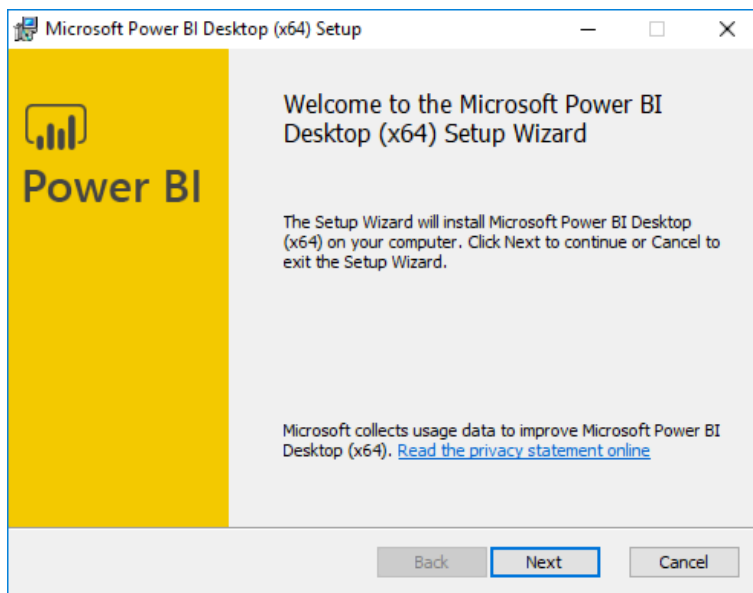 Microsoft Power BI Desktop (x64) Setup
Power BI
Welcome to the Microsoft Power BI
Desktop (x64) Setup Wizard
The Setup Wizard will install Microsoft Power BI Desktop
(x64) on your computer. Click Next to continue or Cancel to
exit the Setup Wizard.
Microsoft collects usage data to improve Microsoft Power BI
Desktop (x64). Read the privacy statement online
Back Next Cancel